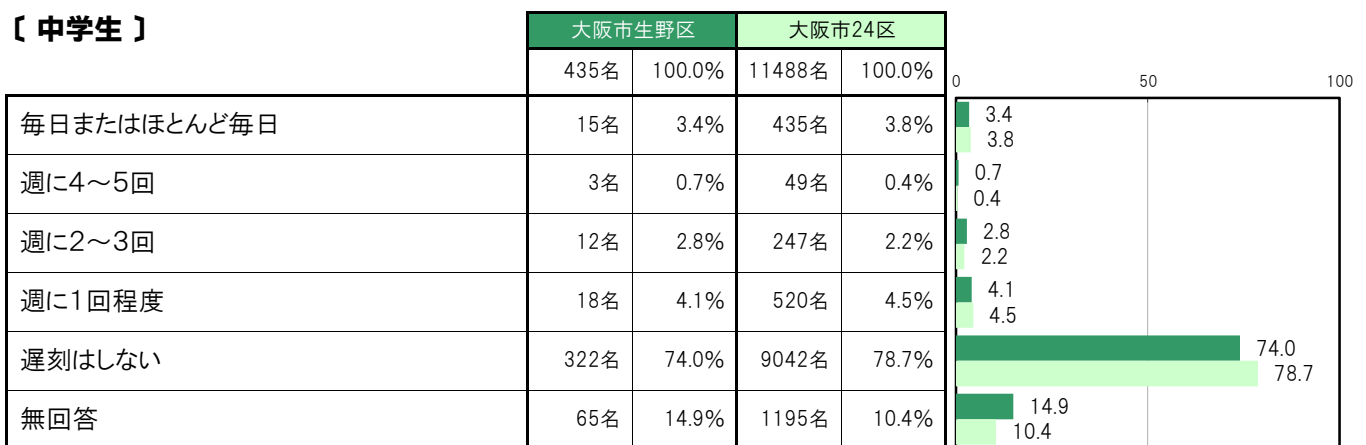 〔 中学生 〕
大阪市生野区 大阪市24区
435名 100.0% 11488名 100.0%
0 50 100
毎日またはほとんど毎日 15名 3.4% 435名 3.8% 3.4
3.8
週に4～5回 3名 0.7% 49名 0.4% 0.7
0.4
週に2～3回 12名 2.8% 247名 2.2% 2.8
2.2
週に1回程度 18名 4.1% 520名 4.5% 4.1
4.5
遅刻はしない 322名 74.0% 9042名 78.7% 74.0
78.7
無回答 65名 14.9% 1195名 10.4% 14.9
10.4